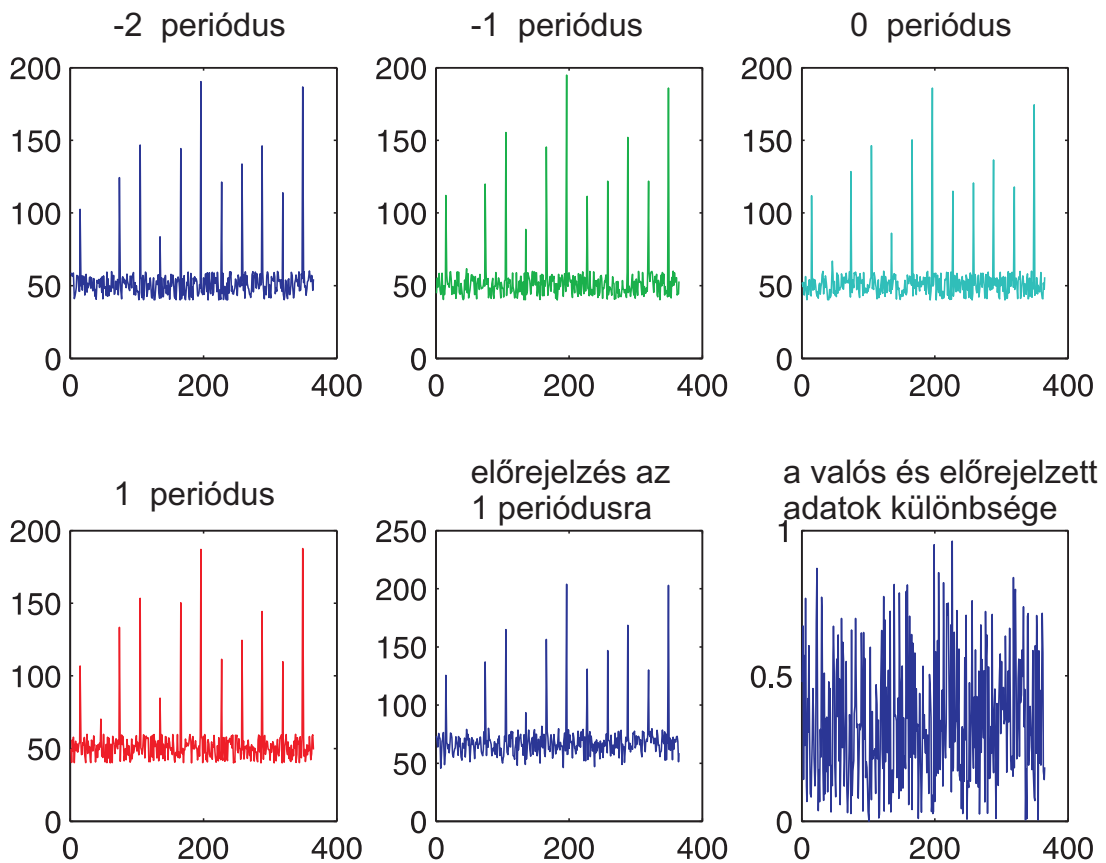 -2 periódus
-1 periódus
0 periódus
200
150
100
50
0
0 200 400
200
150
100
50
0
0 200 400
200
150
100
50
0
0 200 400
1 periódus
előrejelzés az
1 periódusra
a valós és előrejelzett
adatok különbsége
200
150
100
50
0
0 200 400
250
200
150
100
50
0
0 200 400
1
0.5
0
0 200 400